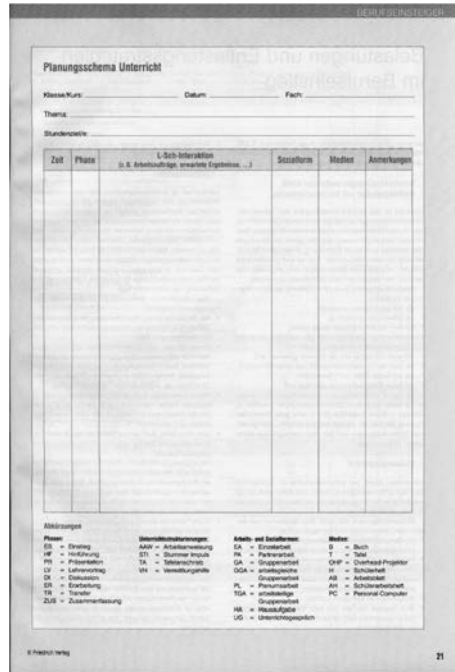 BERUFSEINSTEIGER
Planungsschema Unterricht
Klasse/Kurs: Datum: Fach:
Thema:
Stundenziel/e:
Zeit Phase L-Sch-Interaktion Sozialform Medien Anmerkungen
(z. B. Arbeitsaufträge, erwartete Ergebnisse, ...)
Abkürzungen
Phasen: Unterrichtsstrukturierungen: Arbeits- und Sozialformen: Medien:
ES = Einstieg AAW = Arbeitsanweisung EA = Einzelarbeit B = Buch
HF = Hinführung STI = Stummer Impuls PA = Partnerarbeit T = Tafel
PR = Präsentation TA = Tafelanschrieb GA = Gruppenarbeit OHP = Overhead-Projektor
LV = Lehrervortrag VH = Vermittlungshilfe GGA = arbeitsgleiche H = Schülerheft
DI = Diskussion Gruppenarbeit AB = Arbeitsblatt
ER = Erarbeitung PL = Plenumsarbeit AH = Schülerarbeitsheft
TR = Transfer TGA = arbeitsteilige PC = Personal-Computer
ZUS = Zusammenfassung Gruppenarbeit
HA = Hausaufgabe
UG = Unterrichtsgespräch
© Friedrich Verlag 21